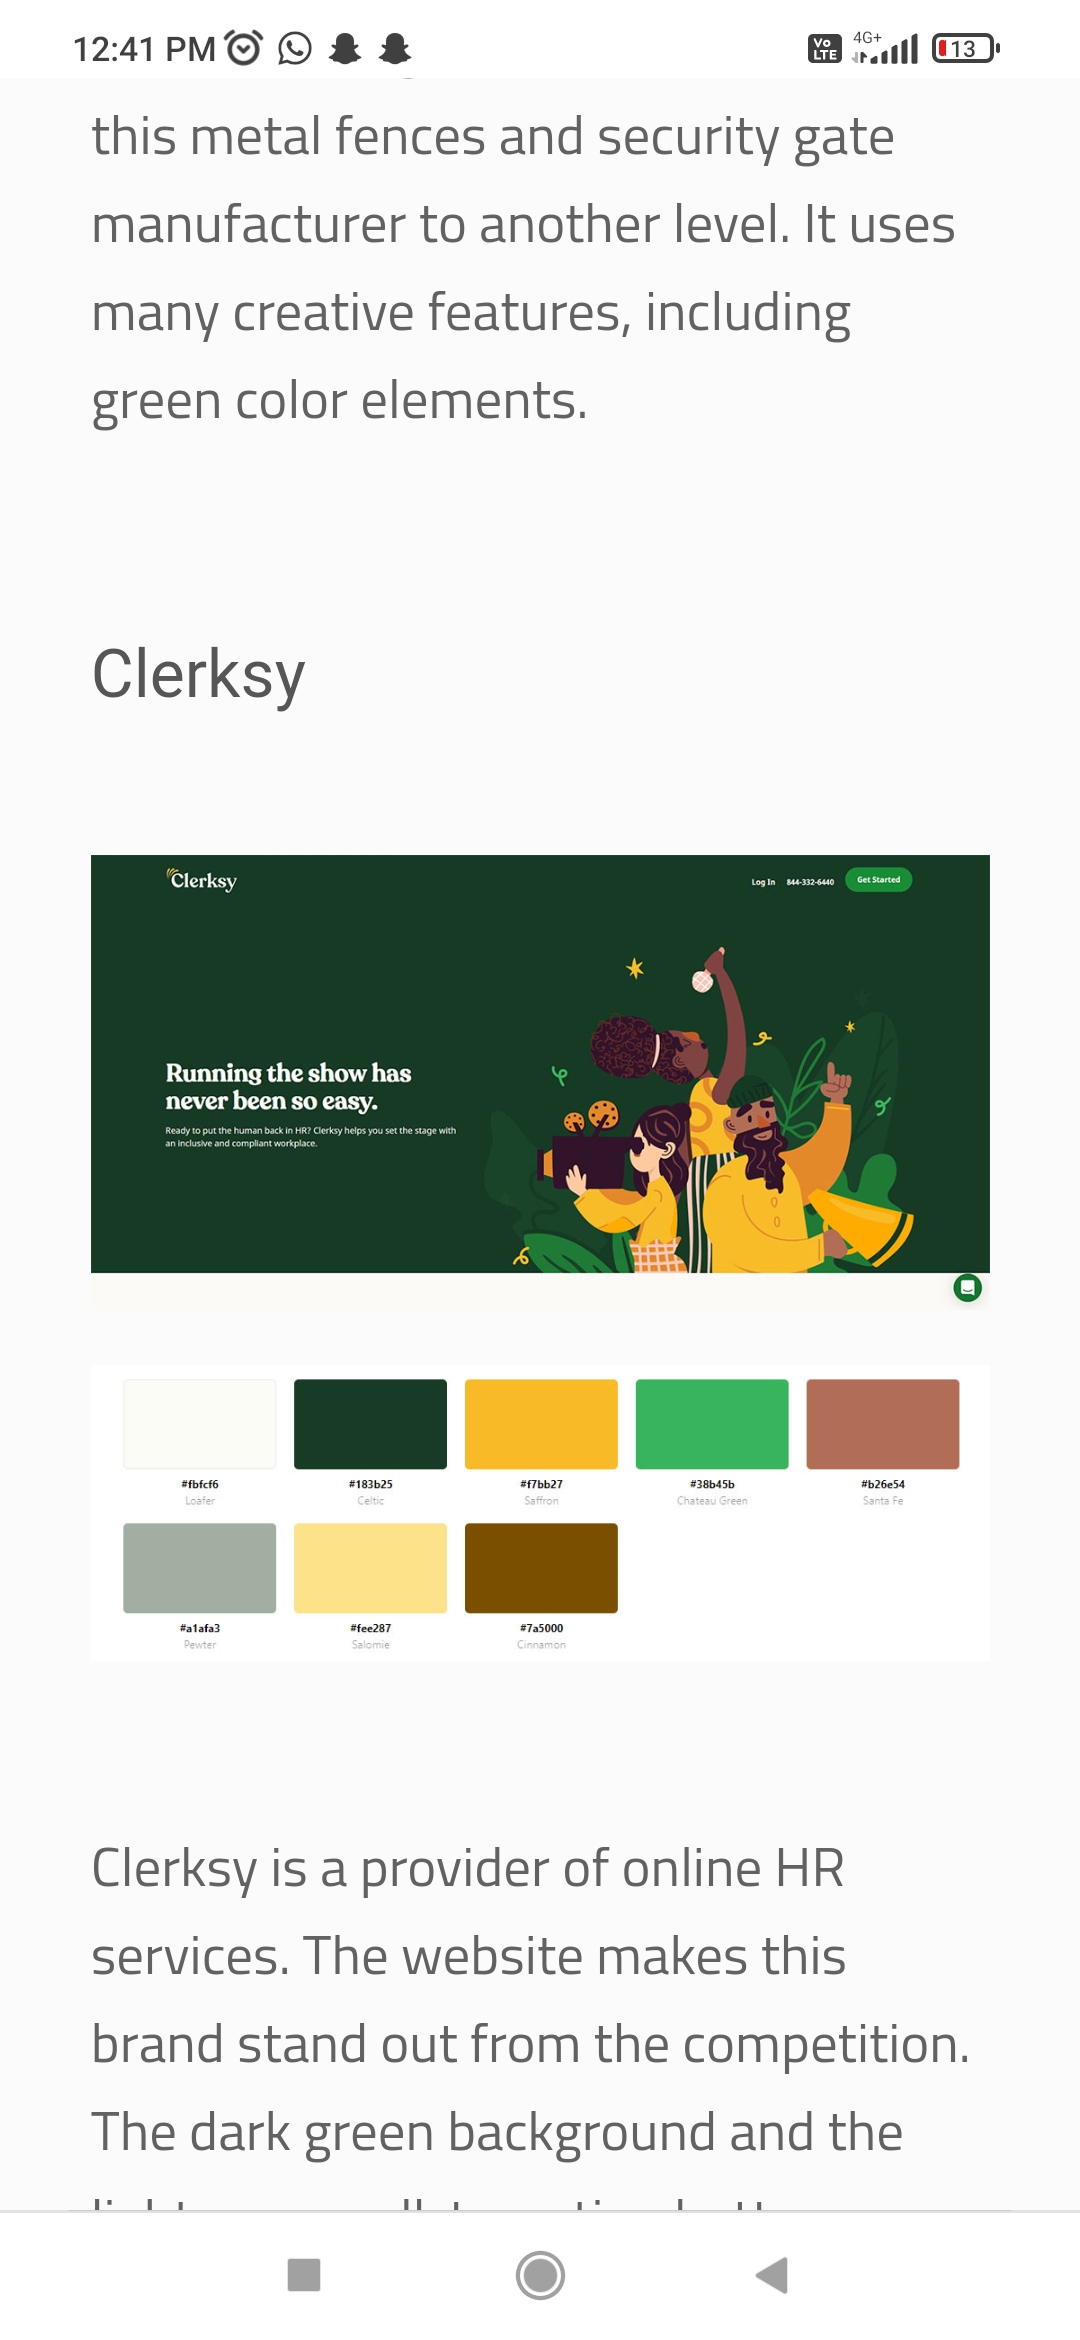 12:41 PM
Vo LTE
4G+
13
this metal fences and security gate
manufacturer to another level. It uses
many creative features, including
green color elements.
Clerksy
Clerksy
Log In 844-332-6440 Get Started
Running the show has
never been so easy.
Ready to put the human back in HR? Clerksy helps you set the stage with
an inclusive and compliant workplace.
#fbfcf6 #183b25 #f7bb27 #38b45b #b26e54
Loafer Celtic Saffron Chateau Green Santa Fe
#a1afa3 #fee287 #7a5000
Pewter Salomie Cinnamon
Clerksy is a provider of online HR
services. The website makes this
brand stand out from the competition.
The dark green background and the